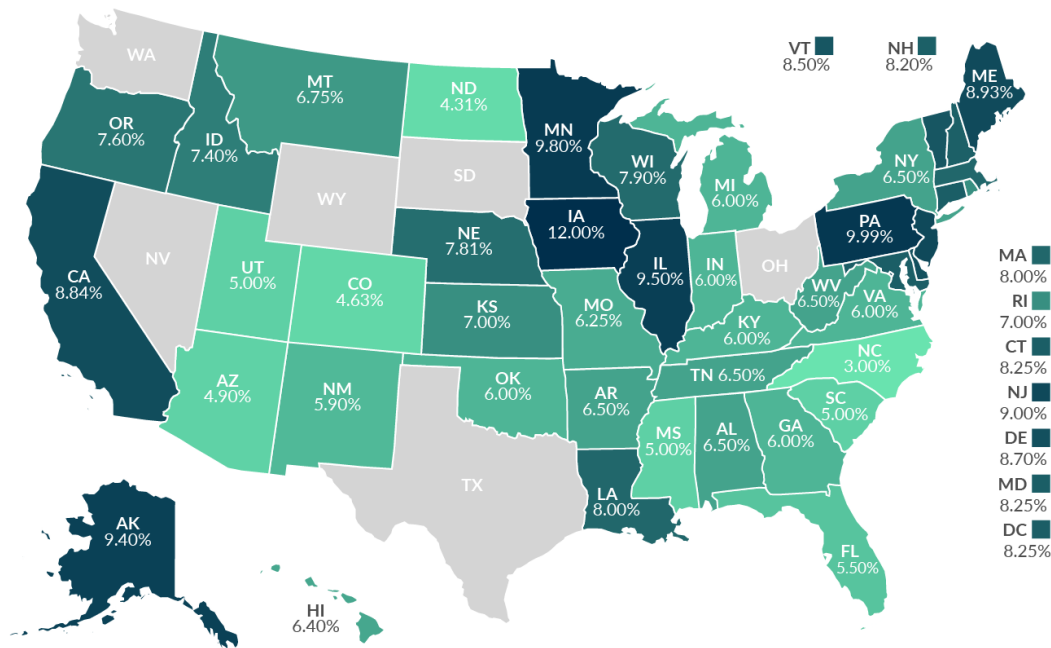 WA
VT
8.50%
NH
8.20%
ME
8.93%
MT
6.75%
ND
4.31%
OR
7.60%
ID
7.40%
MN
9.80%
WI
7.90%
NY
6.50%
MI
6.00%
SD
WY
IA
12.00%
PA
9.99%
NE
7.81%
NV
UT
5.00%
CO
4.63%
CA
8.84%
IL
9.50%
IN
6.00%
OH
WV
6.50%
VA
6.00%
MA
8.00%
RI
7.00%
CT
8.25%
NJ
9.00%
DE
8.70%
MD
8.25%
DC
8.25%
KS
7.00%
MO
6.25%
KY
6.00%
NC
3.00%
TN 6.50%
SC
5.00%
AZ
4.90%
NM
5.90%
OK
6.00%
AR
6.50%
MS
5.00%
AL
6.50%
GA
6.00%
TX
LA
8.00%
FL
5.50%
AK
9.40%
HI
6.40%